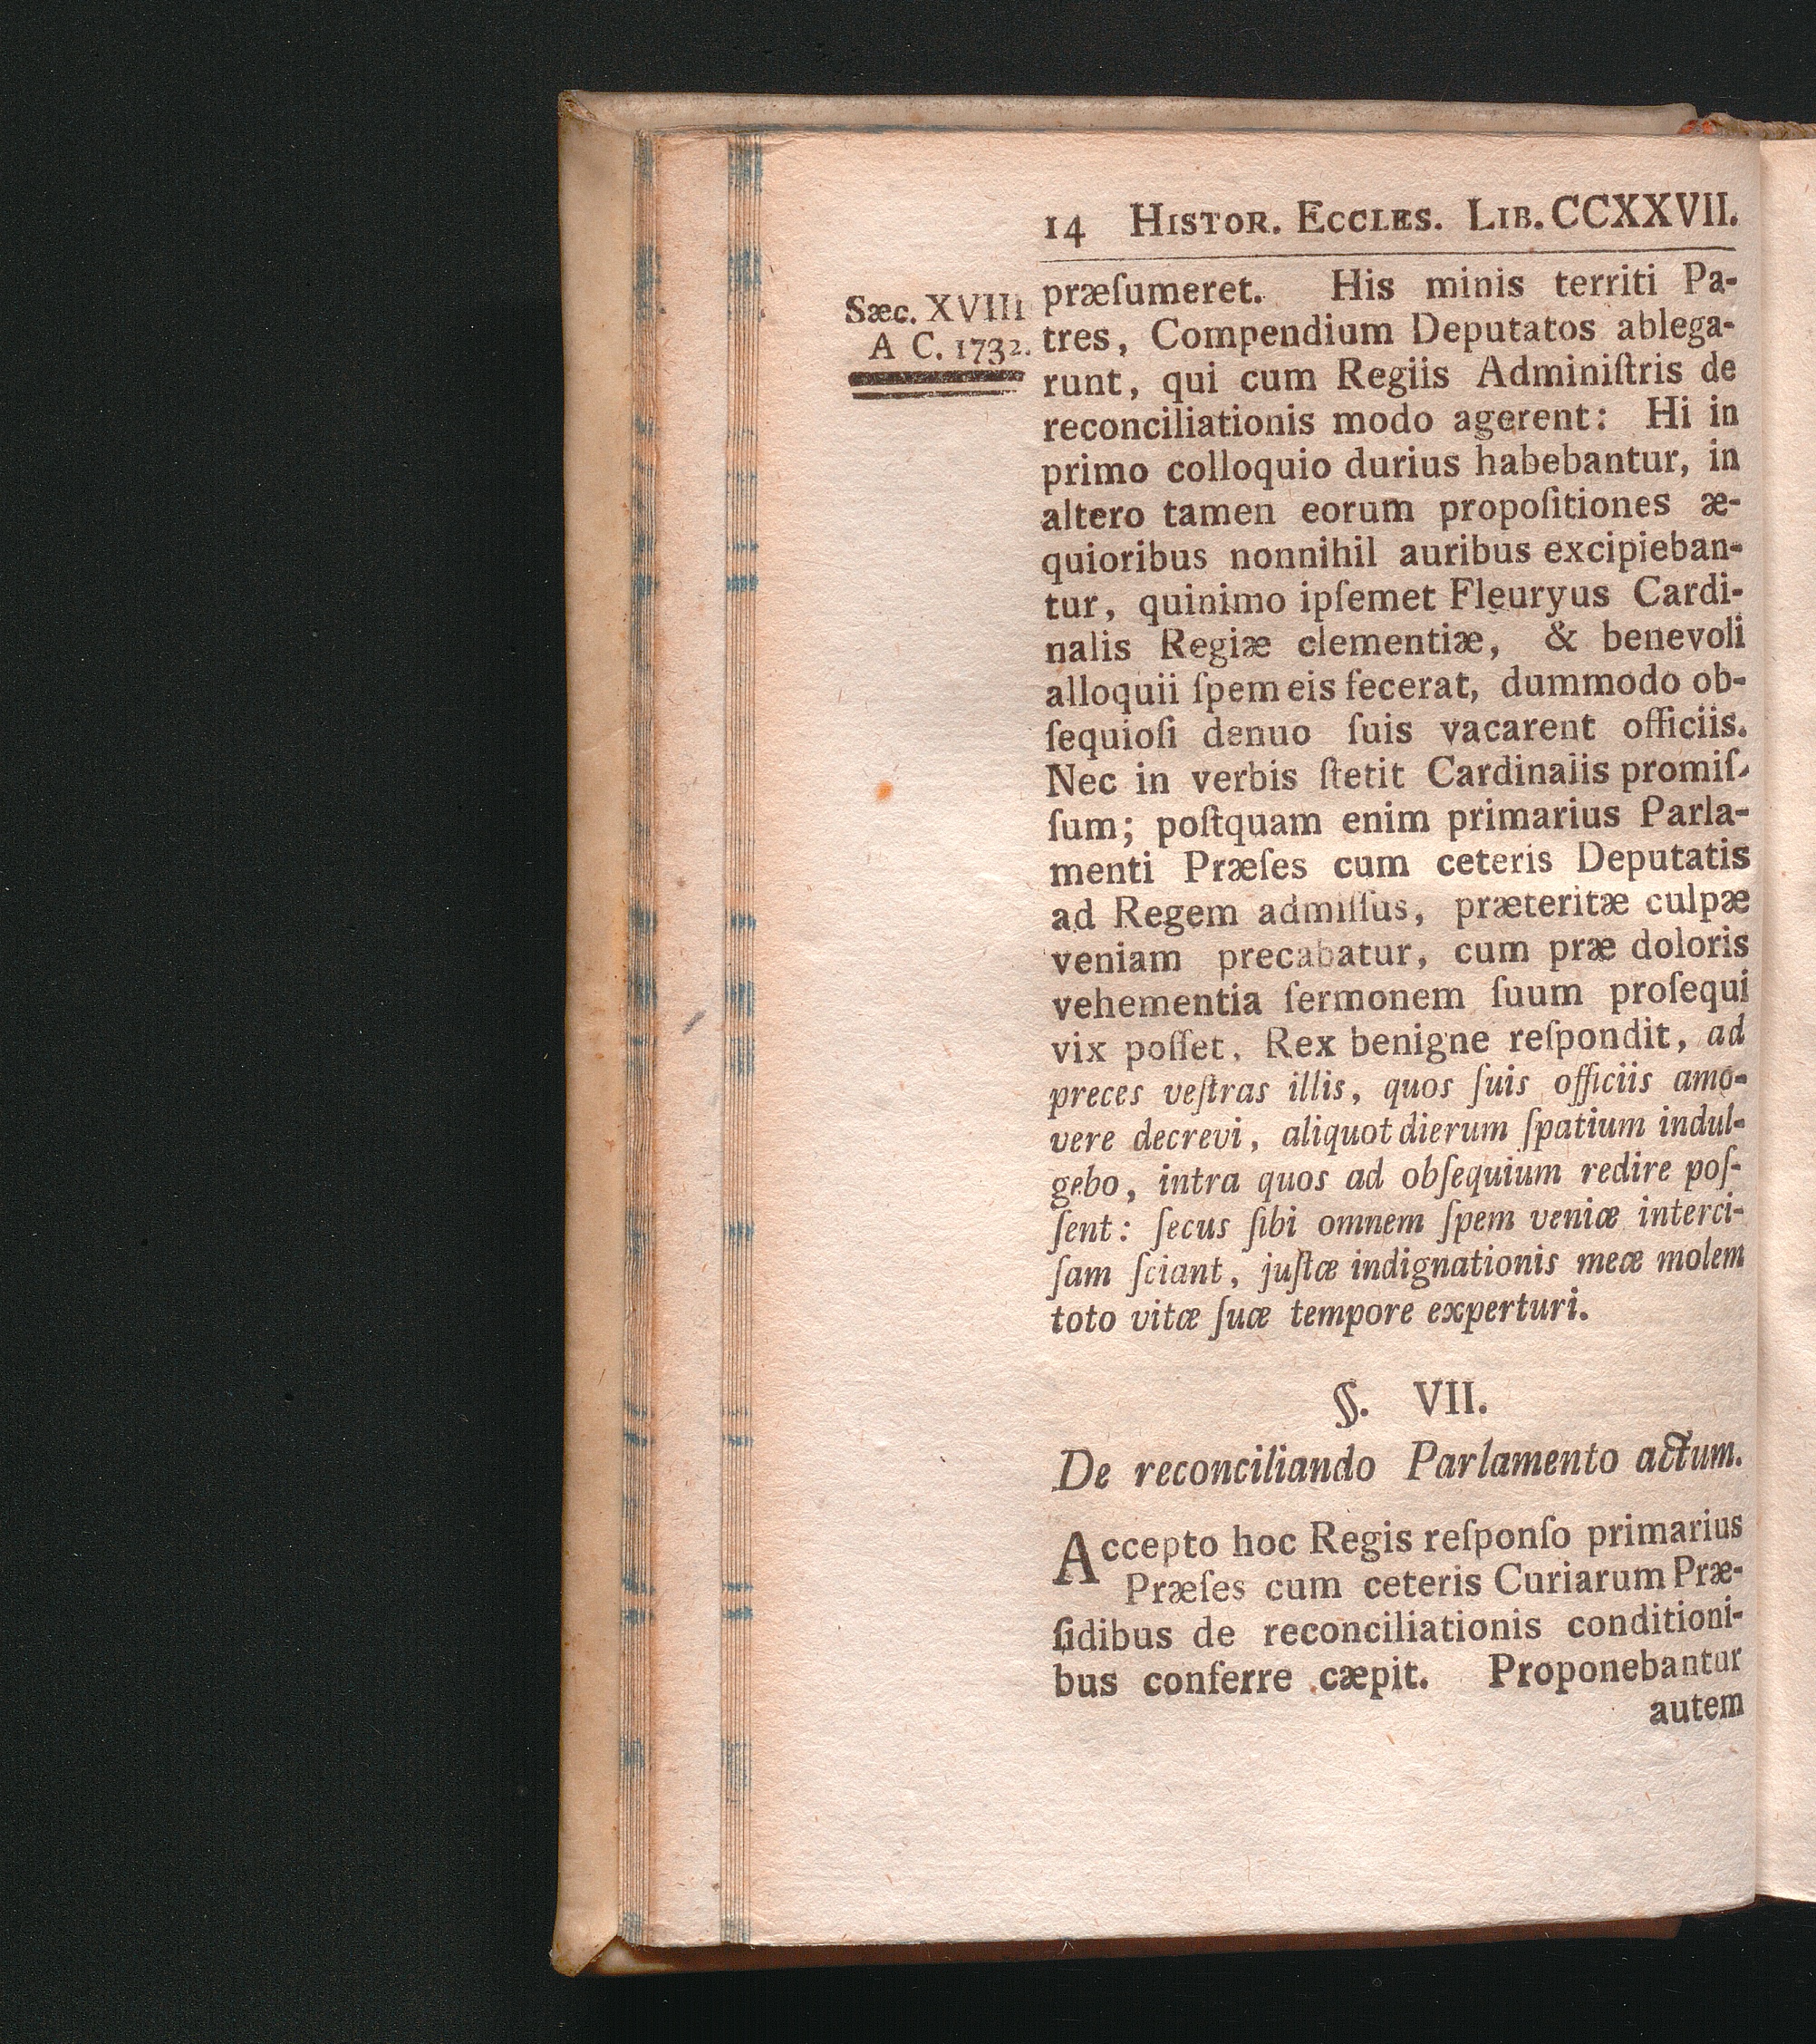 14 Histor. Eccles. Lib. CCXXVII.
Sæc. XVIII
A C. 1732.
præſumeret. His minis territi Pa-
tres, Compendium Deputatos ablega-
runt, qui cum Regiis Adminiſtris de
reconciliationis modo agerent: Hi in
primo colloquio durius habebantur, in
altero tamen eorum propoſitiones æ-
quioribus nonnihil auribus excipieban-
tur, quinimo ipſemet Fleuryus Cardi-
nalis Regiæ clementiæ, & benevoli
alloquii ſpem eis fecerat, dummodo ob-
ſequioſi denuo ſuis vacarent officiis.
Nec in verbis ſtetit Cardinalis promiſ-
ſum; poſtquam enim primarius Parla-
menti Præſes cum ceteris Deputatis
ad Regem admiſſus, præteritæ culpæ
veniam precabatur, cum præ doloris
vehementia ſermonem ſuum proſequi
vix poſſet, Rex benigne reſpondit, ad
preces veſtras illis, quos ſuis officiis amo-
vere decrevi, aliquot dierum ſpatium indul-
gebo, intra quos ad obſequium redire poſ-
ſent: ſecus ſibi omnem ſpem veniæ interci-
ſam ſciant, juſtæ indignationis meæ molem
toto vitæ ſuæ tempore experturi.
§. VII.
De reconciliando Parlamento actum.
Accepto hoc Regis reſponſo primarius
Præſes cum ceteris Curiarum Præ-
ſidibus de reconciliationis conditioni-
bus conferre cæpit. Proponebantur
autem